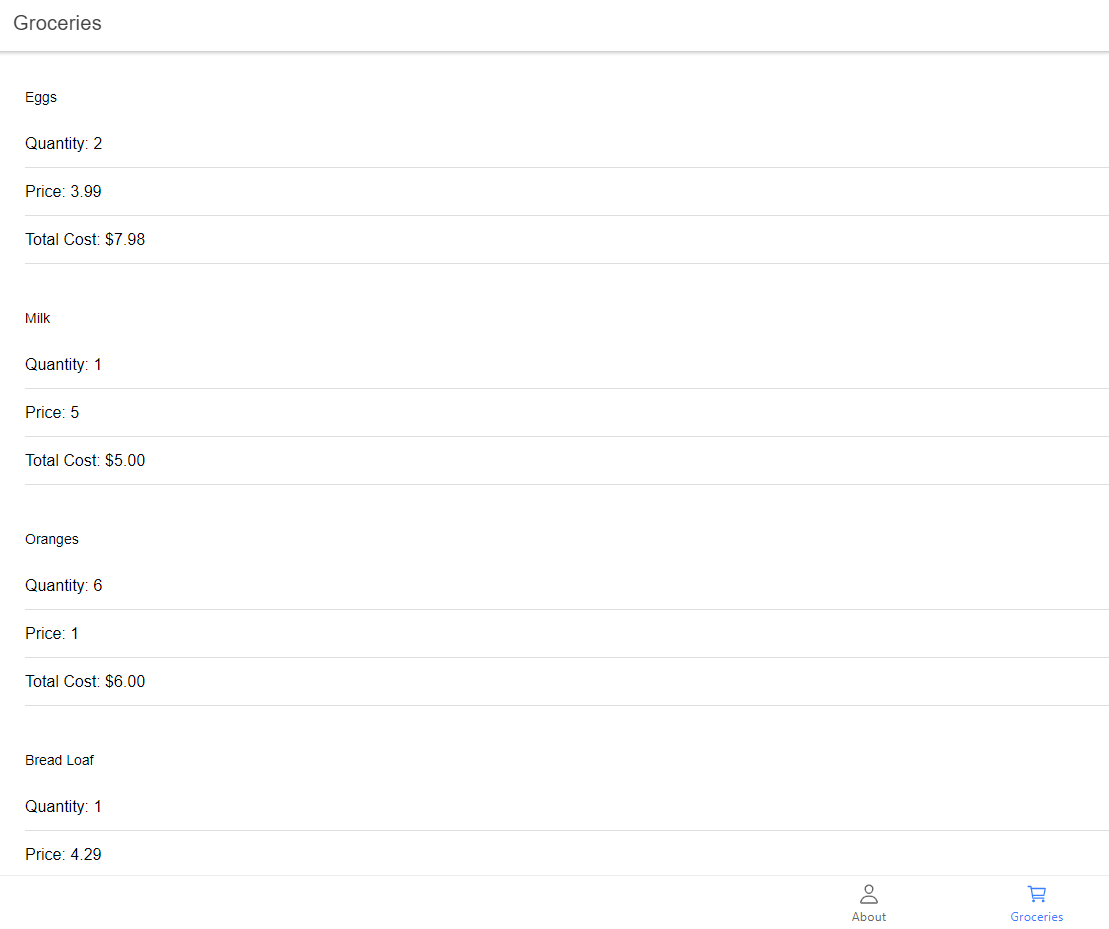 Groceries
Eggs
Quantity: 2
Price: 3.99
Total Cost: $7.98
Milk
Quantity: 1
Price: 5
Total Cost: $5.00
Oranges
Quantity: 6
Price: 1
Total Cost: $6.00
Bread Loaf
Quantity: 1
Price: 4.29
About
Groceries